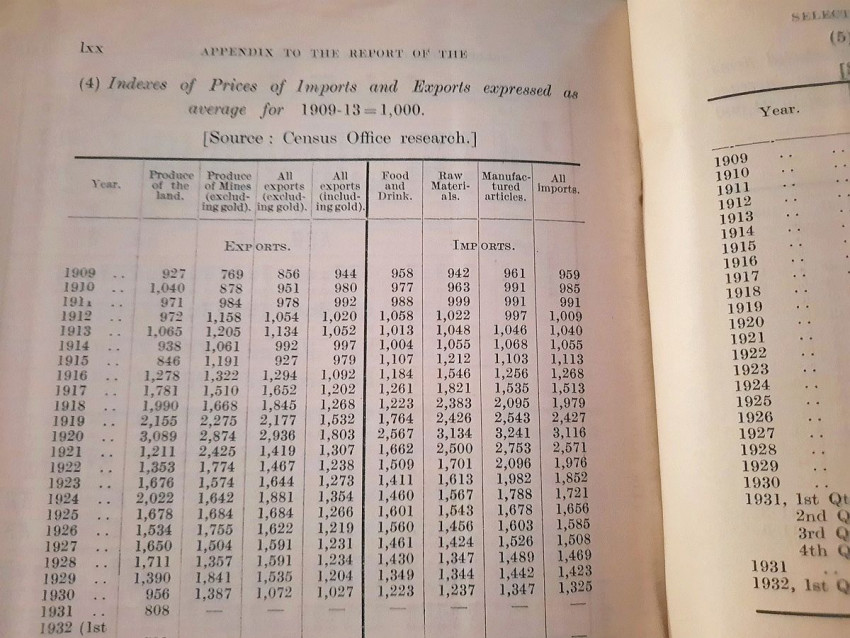 lxx APPENDIX TO THE REPORT OF THE
(4) Indexes of Prices of Imports and Exports expressed as
average for 1909-13 = 1,000.
[Source : Census Office research.]
Year. Produce of the land. Produce of Mines (exclud-ing gold). All exports (exclud-ing gold). All exports (includ-ing gold). Food and Drink. Raw Materi-als. Manufac-tured articles. All imports.
EXPORTS. IMPORTS.
1909 .. 927 769 856 944 958 942 961 959
1910 .. 1,040 878 951 980 977 963 991 985
1911 .. 971 984 978 992 988 999 991 991
1912 .. 972 1,158 1,054 1,020 1,058 1,022 997 1,009
1913 .. 1,065 1,205 1,134 1,052 1,013 1,048 1,046 1,040
1914 .. 938 1,061 992 997 1,004 1,055 1,068 1,055
1915 .. 846 1,191 927 979 1,107 1,212 1,103 1,113
1916 .. 1,278 1,322 1,294 1,092 1,184 1,546 1,256 1,268
1917 .. 1,781 1,510 1,652 1,202 1,261 1,821 1,535 1,513
1918 .. 1,990 1,668 1,845 1,268 1,223 2,383 2,095 1,979
1919 .. 2,155 2,275 2,177 1,532 1,764 2,426 2,543 2,427
1920 .. 3,089 2,874 2,936 1,803 2,567 3,134 3,241 3,116
1921 .. 1,211 2,425 1,419 1,307 1,662 2,500 2,753 2,571
1922 .. 1,353 1,774 1,467 1,238 1,509 1,701 2,096 1,976
1923 .. 1,676 1,574 1,644 1,273 1,411 1,613 1,982 1,852
1924 .. 2,022 1,642 1,881 1,354 1,460 1,567 1,788 1,721
1925 .. 1,678 1,684 1,684 1,266 1,601 1,543 1,678 1,656
1926 .. 1,534 1,755 1,622 1,219 1,560 1,456 1,603 1,585
1927 .. 1,650 1,504 1,591 1,231 1,461 1,424 1,526 1,508
1928 .. 1,711 1,357 1,591 1,234 1,430 1,347 1,489 1,469
1929 .. 1,390 1,841 1,535 1,204 1,349 1,344 1,442 1,423
1930 .. 956 1,387 1,072 1,027 1,223 1,237 1,347 1,325
1931 .. 808 — — — — — — —
1932 (1st
SELECT
(5)
[
Year.
1909 .. ..
1910 .. ..
1911 .. ..
1912 .. ..
1913 .. ..
1914 .. ..
1915 .. ..
1916 .. ..
1917 .. ..
1918 .. ..
1919 .. ..
1920 ..
1921 ..
1922 ..
1923 ..
1924 ..
1925 ..
1926 ..
1927 ..
1928 ..
1929 ..
1930 ..
1931, 1st Qt
2nd Q
3rd Q
4th Q
1931 ..
1932, 1st Q